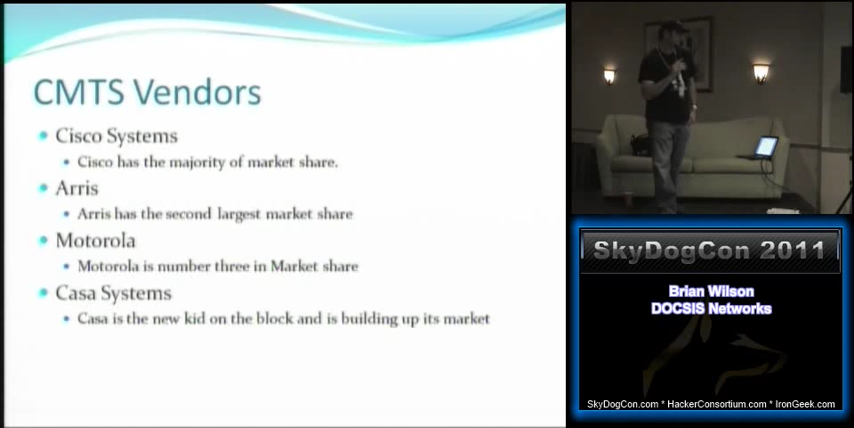 CMTS Vendors
Cisco Systems
Cisco has the majority of market share.
Arris
Arris has the second largest market share
Motorola
Motorola is number three in Market share
Casa Systems
Casa is the new kid on the block and is building up its market
SkyDogCon 2011
Brian Wilson
DOCSIS Networks
SkyDogCon.com * HackerConsortium.com * IronGeek.com